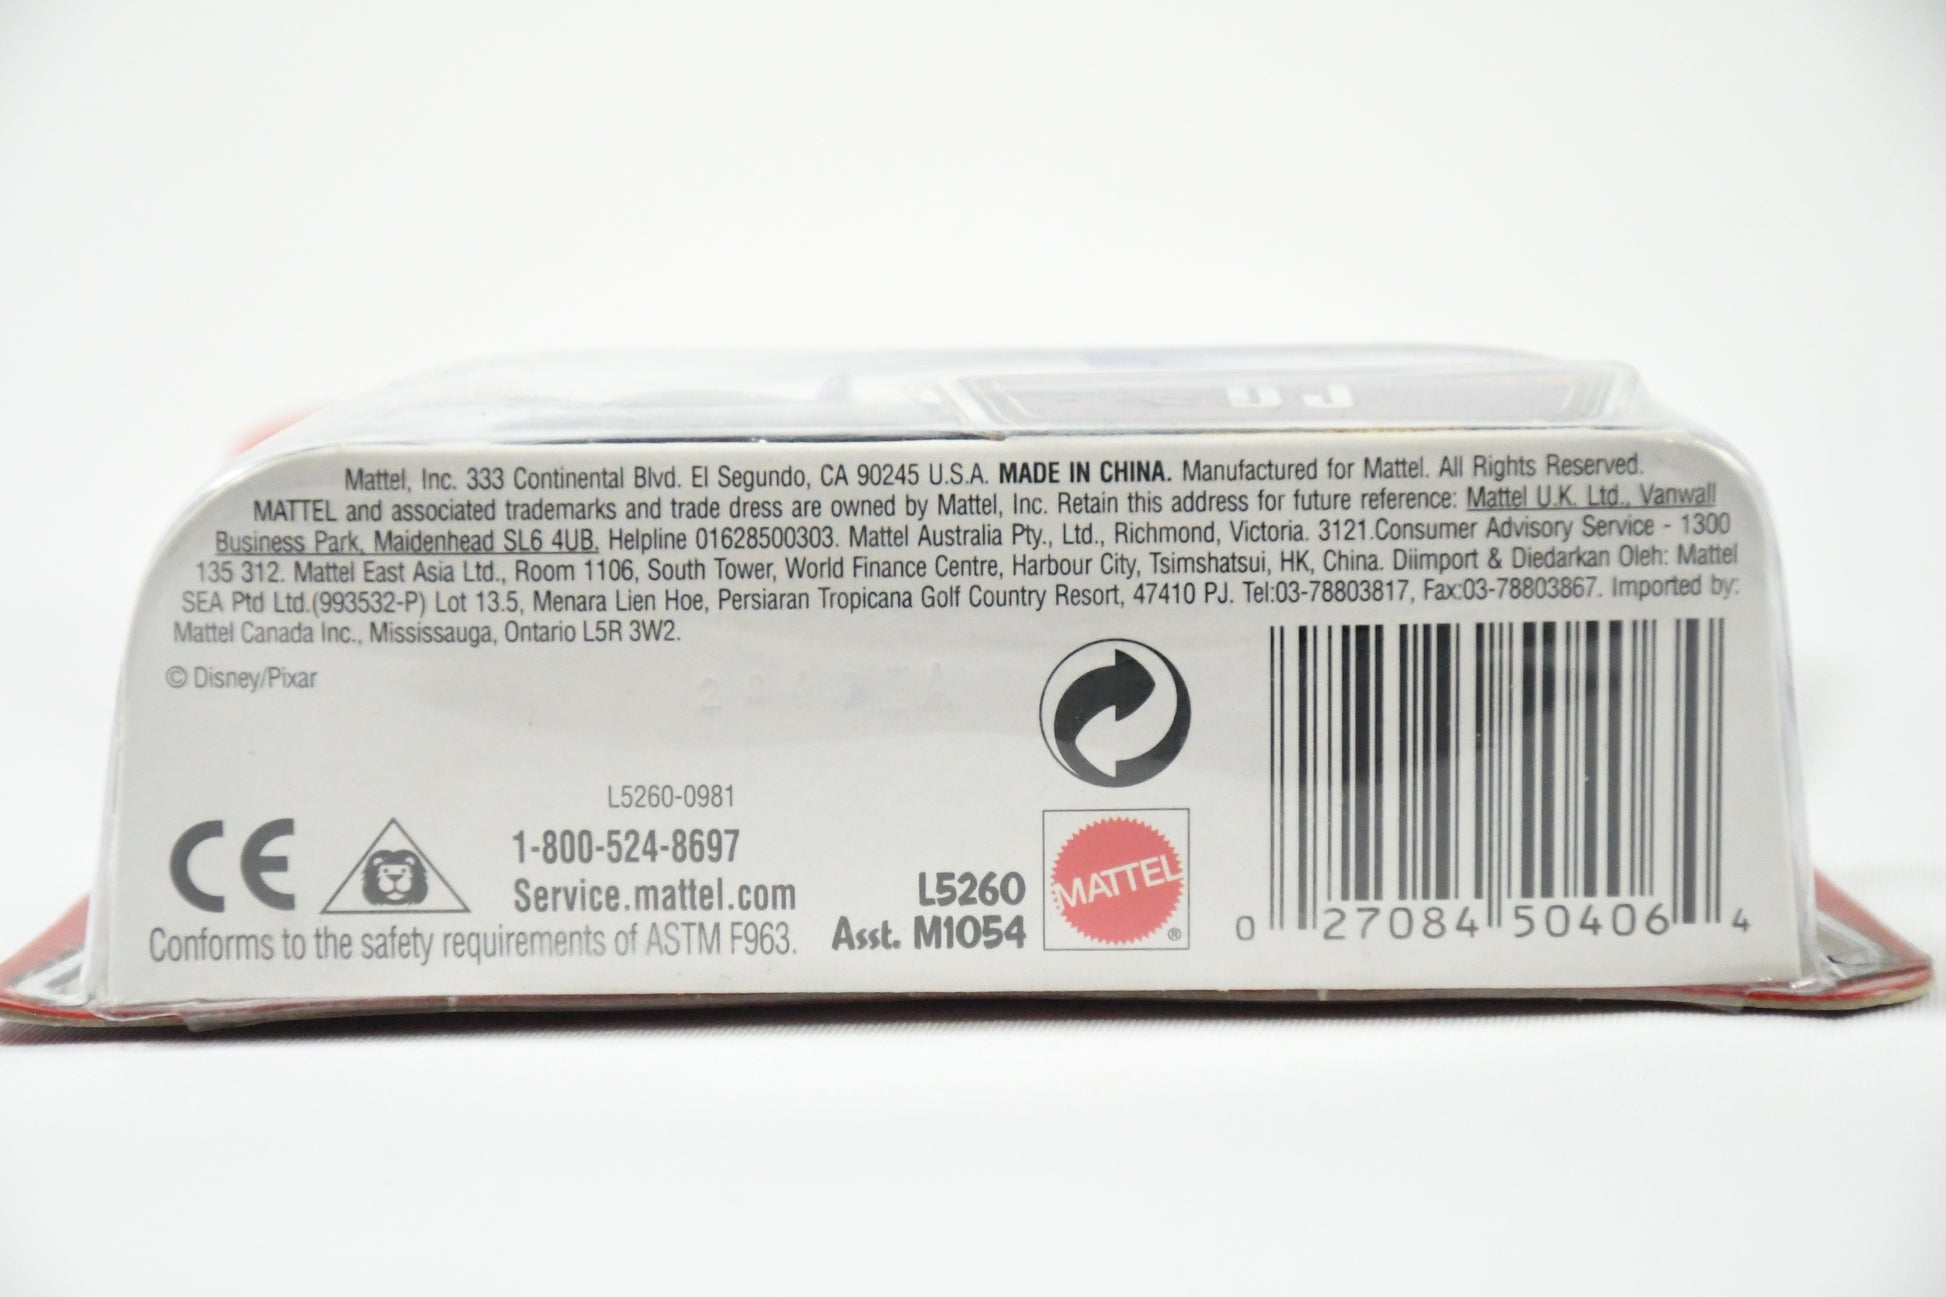 DJ
Mattel, Inc. 333 Continental Blvd. El Segundo, CA 90245 U.S.A. MADE IN CHINA. Manufactured for Mattel. All Rights Reserved.
MATTEL and associated trademarks and trade dress are owned by Mattel, Inc. Retain this address for future reference: Mattel U.K. Ltd., Vanwall
Business Park, Maidenhead SL6 4UB. Helpline 01628500303. Mattel Australia Pty., Ltd., Richmond, Victoria. 3121.Consumer Advisory Service - 1300
135 312. Mattel East Asia Ltd., Room 1106, South Tower, World Finance Centre, Harbour City, Tsimshatsui, HK, China. Diimport & Diedarkan Oleh: Mattel
SEA Ptd Ltd.(993532-P) Lot 13.5, Menara Lien Hoe, Persiaran Tropicana Golf Country Resort, 47410 PJ. Tel:03-78803817, Fax:03-78803867. Imported by:
Mattel Canada Inc., Mississauga, Ontario L5R 3W2.
© Disney/Pixar
L5260-0981
CE
1-800-524-8697
Service.mattel.com
Conforms to the safety requirements of ASTM F963.
L5260
Asst. M1054
MATTEL
®
0 27084 50406 4